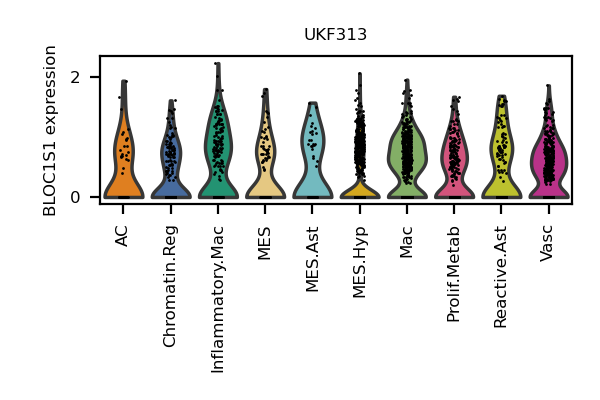 UKF313
BLOC1S1 expression
2
0
AC
Chromatin.Reg
Inflammatory.Mac
MES
MES.Ast
MES.Hyp
Mac
Prolif.Metab
Reactive.Ast
Vasc